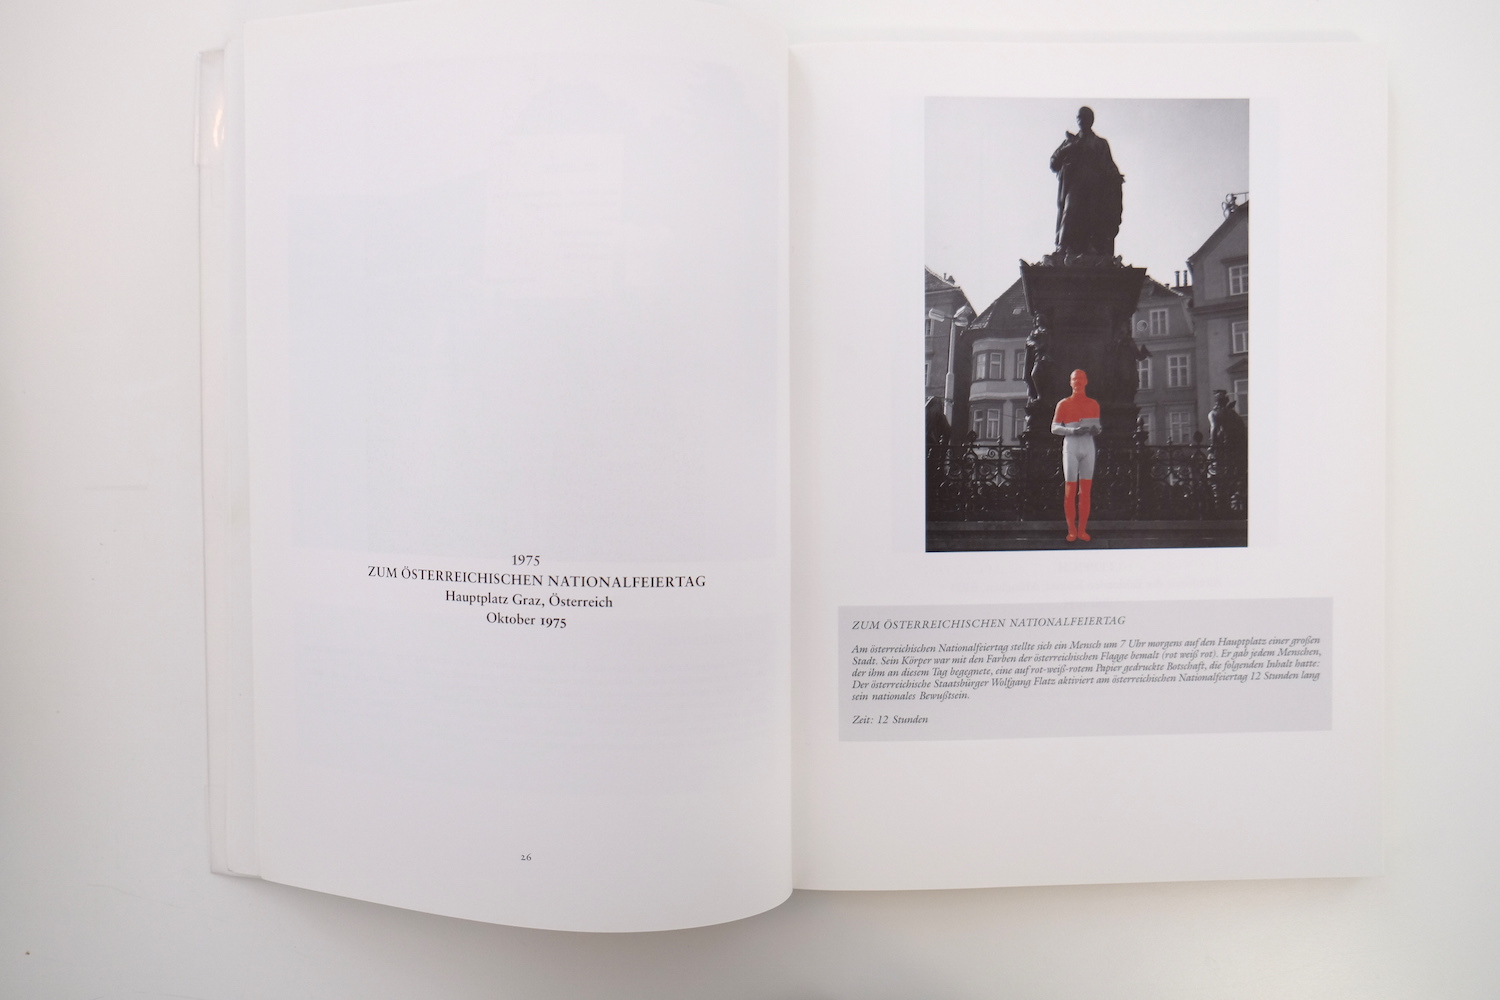 1975
ZUM ÖSTERREICHISCHEN NATIONALFEIERTAG
Hauptplatz Graz, Österreich
Oktober 1975
26
ZUM ÖSTERREICHISCHEN NATIONALFEIERTAG
Am österreichischen Nationalfeiertag stellte sich ein Mensch um 7 Uhr morgens auf den Hauptplatz einer großen
Stadt. Sein Körper war mit den Farben der österreichischen Flagge bemalt (rot weiß rot). Er gab jedem Menschen,
der ihm an diesem Tag begegnete, eine auf rot-weiß-rotem Papier gedruckte Botschaft, die folgenden Inhalt hatte:
Der österreichische Staatsbürger Wolfgang Flatz aktiviert am österreichischen Nationalfeiertag 12 Stunden lang
sein nationales Bewußtsein.
Zeit: 12 Stunden